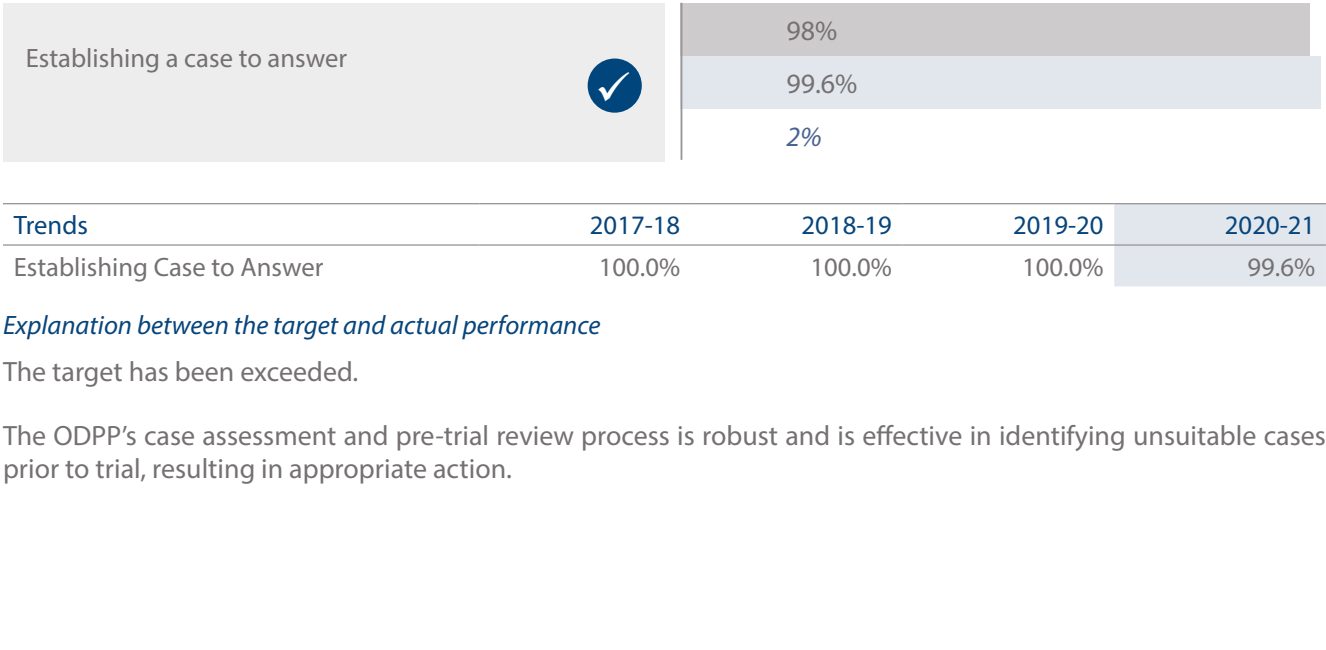 98%
Establishing a case to answer
99.6%
2%
Trends 2017-18 2018-19 2019-20 2020-21
Establishing Case to Answer 100.0% 100.0% 100.0% 99.6%
Explanation between the target and actual performance
The target has been exceeded.
The ODPP’s case assessment and pre-trial review process is robust and is effective in identifying unsuitable cases
prior to trial, resulting in appropriate action.